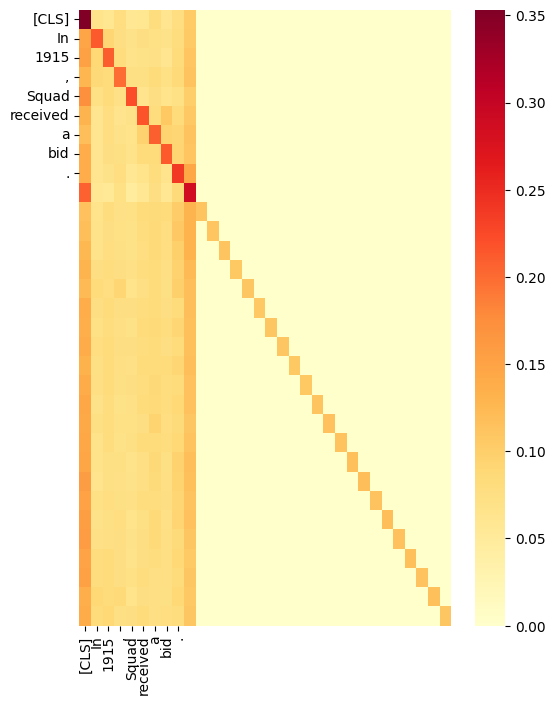 [CLS]
In
1915
,
Squad
received
a
bid
.
[CLS]
In
1915
,
Squad
received
a
bid
.
0.35
0.30
0.25
0.20
0.15
0.10
0.05
0.00